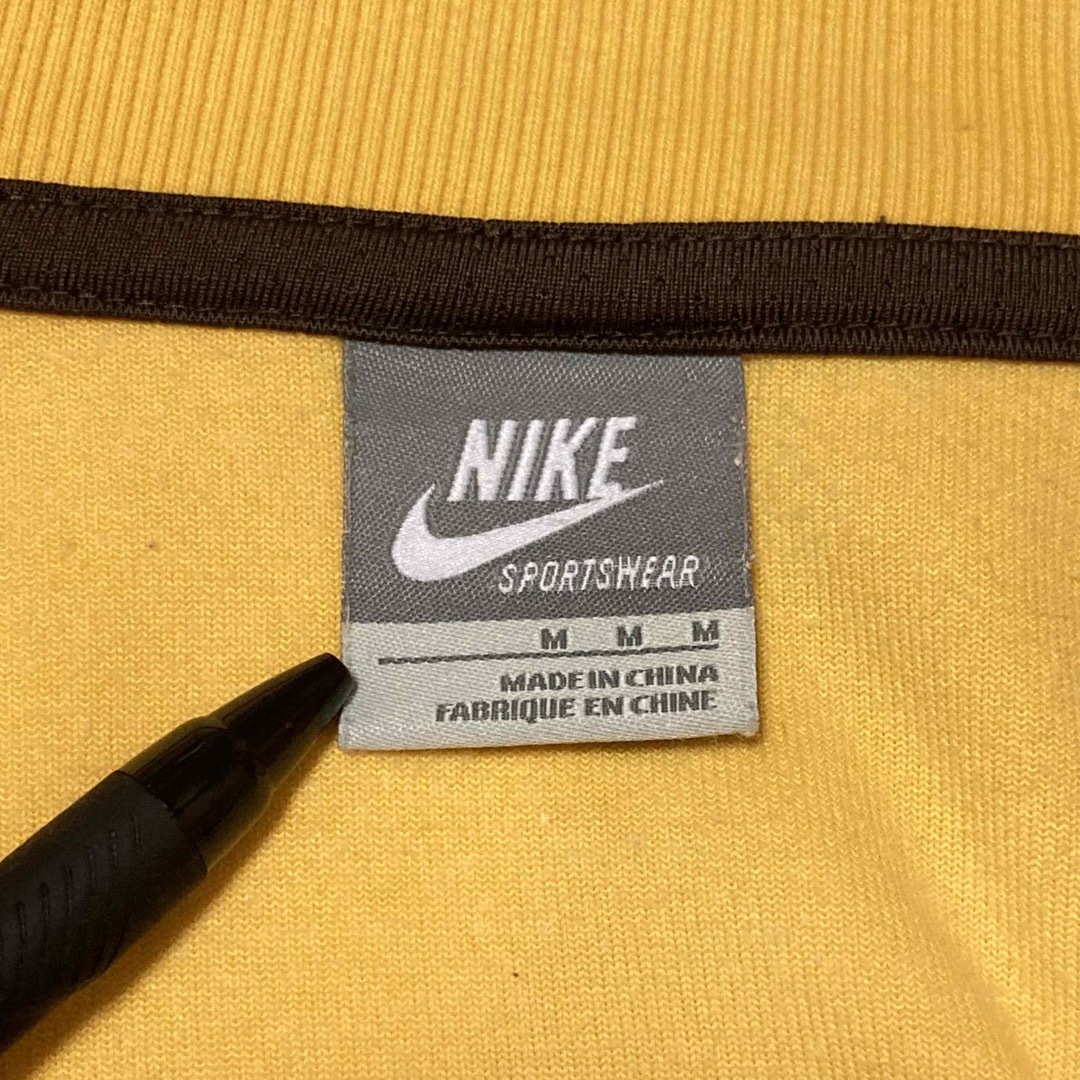 NIKE
SPORTSWEAR
M M M
MADE IN CHINA
FABRIQUE EN CHINE